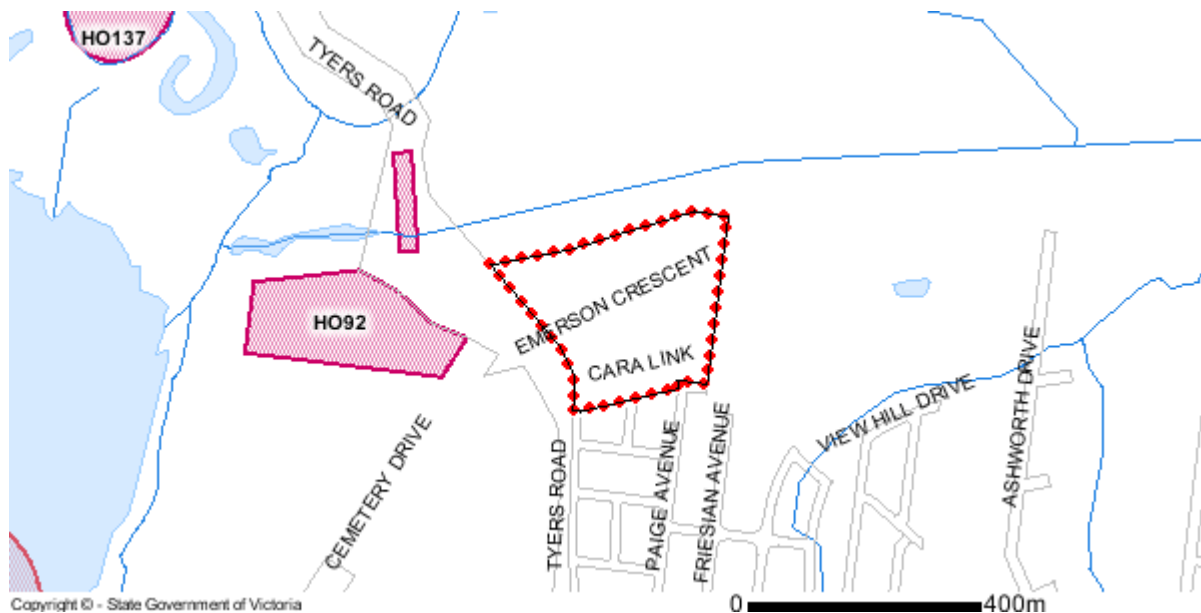 HO137
TYERS ROAD
EMERSON CRESCENT
HO92
CARA LINK
VIEW HILL DRIVE
ASHWORTH DRIVE
CEMETERY DRIVE
TYERS ROAD
PAIGE AVENUE
FRIESIAN AVENUE
Copyright © - State Government of Victoria
0 400m